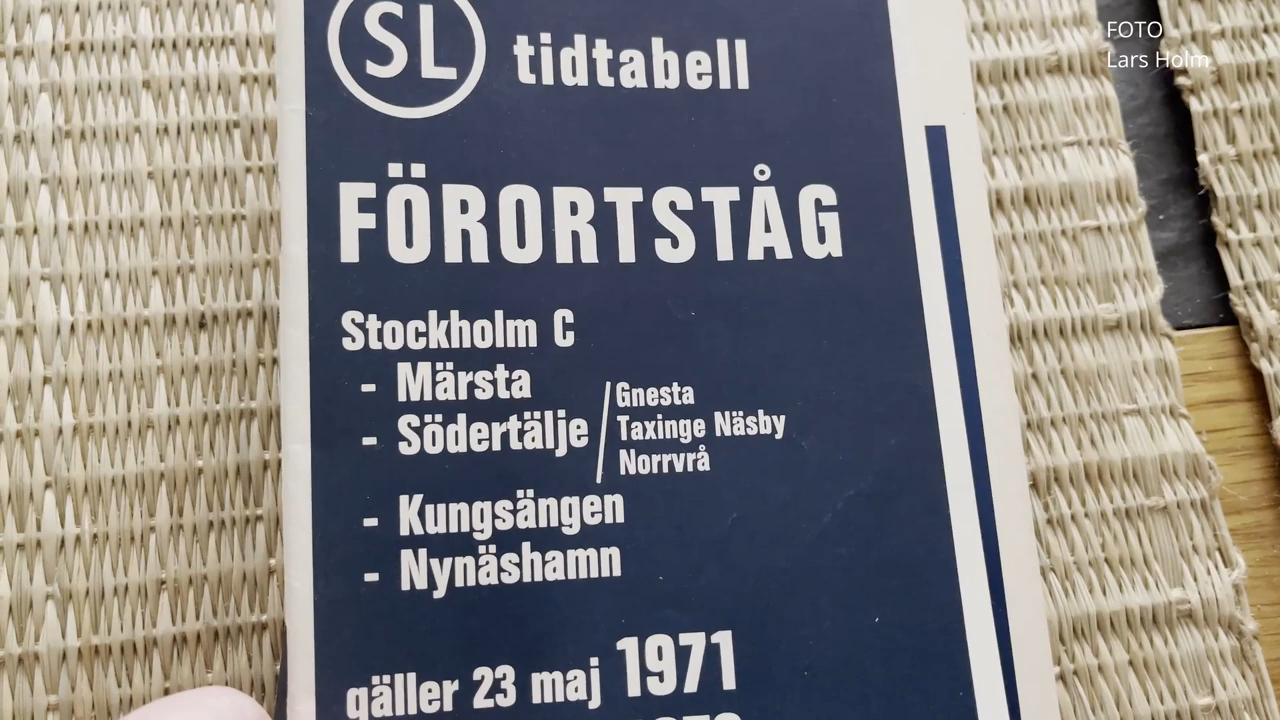 FOTO
Lars Holm
SL tidtabell
FÖRORTSTÅG
Stockholm C
- Märsta
- Södertälje / Gnesta
Taxinge Näsby
Norrvrå
- Kungsängen
- Nynäshamn
gäller 23 maj 1971